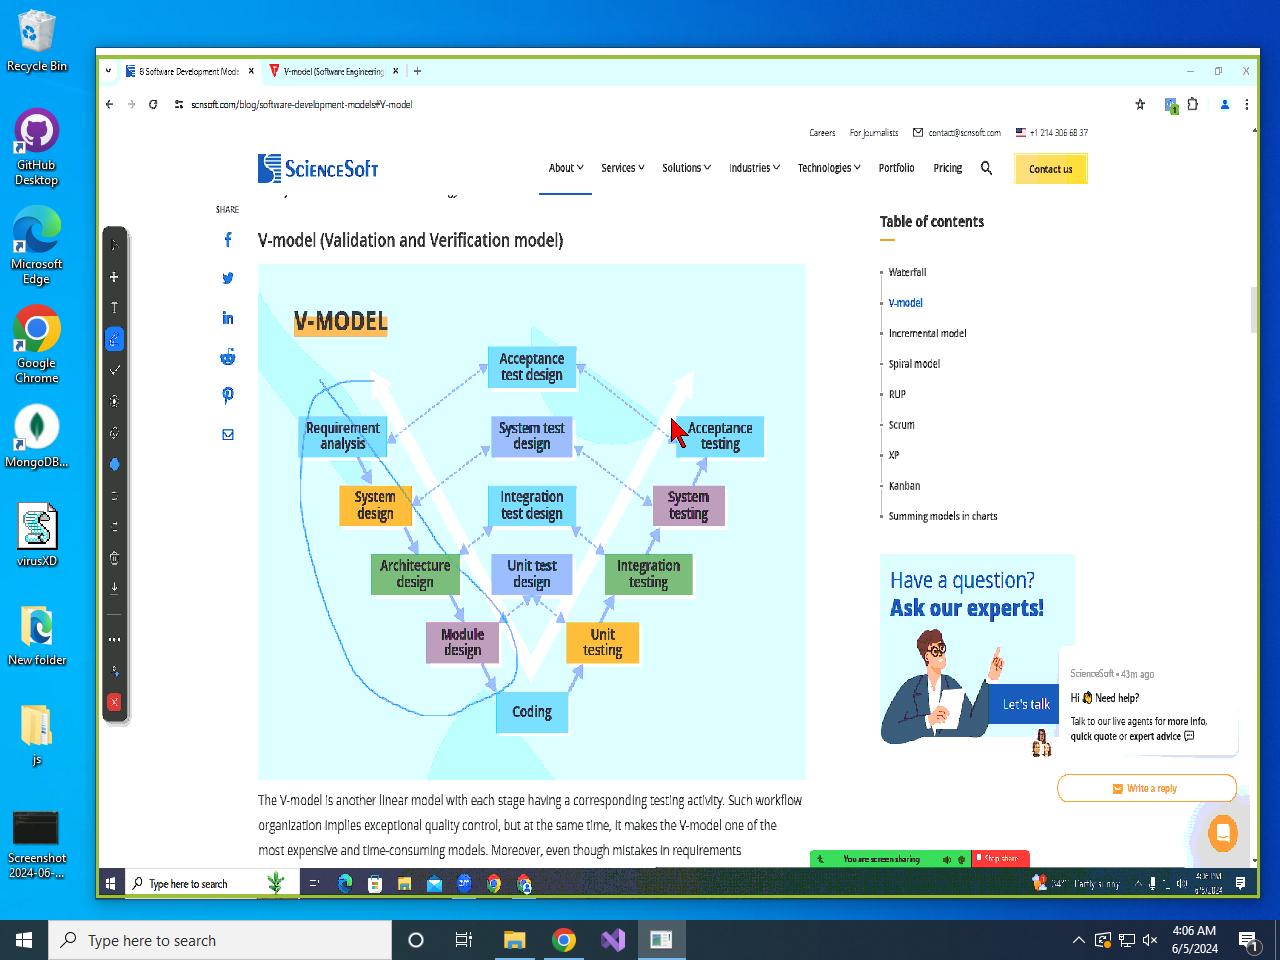 Recycle Bin
GitHub
Desktop
Microsoft
Edge
Google
Chrome
MongoDB...
virusXD
New folder
js
Screenshot
2024-06-...
8 Software Development Mode
V-model (Software Engineering
scnsoft.com/blog/software-development-models#V-model
Careers
For Journalists
contact@scnsoft.com
+1 214 306 68 37
ScienceSoft
About
Services
Solutions
Industries
Technologies
Portfolio
Pricing
Contact us
SHARE
V-model (Validation and Verification model)
V-MODEL
Acceptance
test design
Requirement
analysis
System test
design
Acceptance
testing
System
design
Integration
test design
System
testing
Architecture
design
Unit test
design
Integration
testing
Module
design
Unit
testing
Coding
The V-model is another linear model with each stage having a corresponding testing activity. Such workflow
organization implies exceptional quality control, but at the same time, it makes the V-model one of the
most expensive and time-consuming models. Moreover, even though mistakes in requirements
Table of contents
Waterfall
V-model
Incremental model
Spiral model
RUP
Scrum
XP
Kanban
Summing models in charts
Have a question?
Ask our experts!
Let's talk
ScienceSoft • 43m ago
Hi 👋 Need help?
Talk to our live agents for more info,
quick quote or expert advice 💬
Write a reply
You are screen sharing
Stop share
Type here to search
Partly sunny
4:06 PM
6/5/2024
Type here to search
4:06 AM
6/5/2024
1